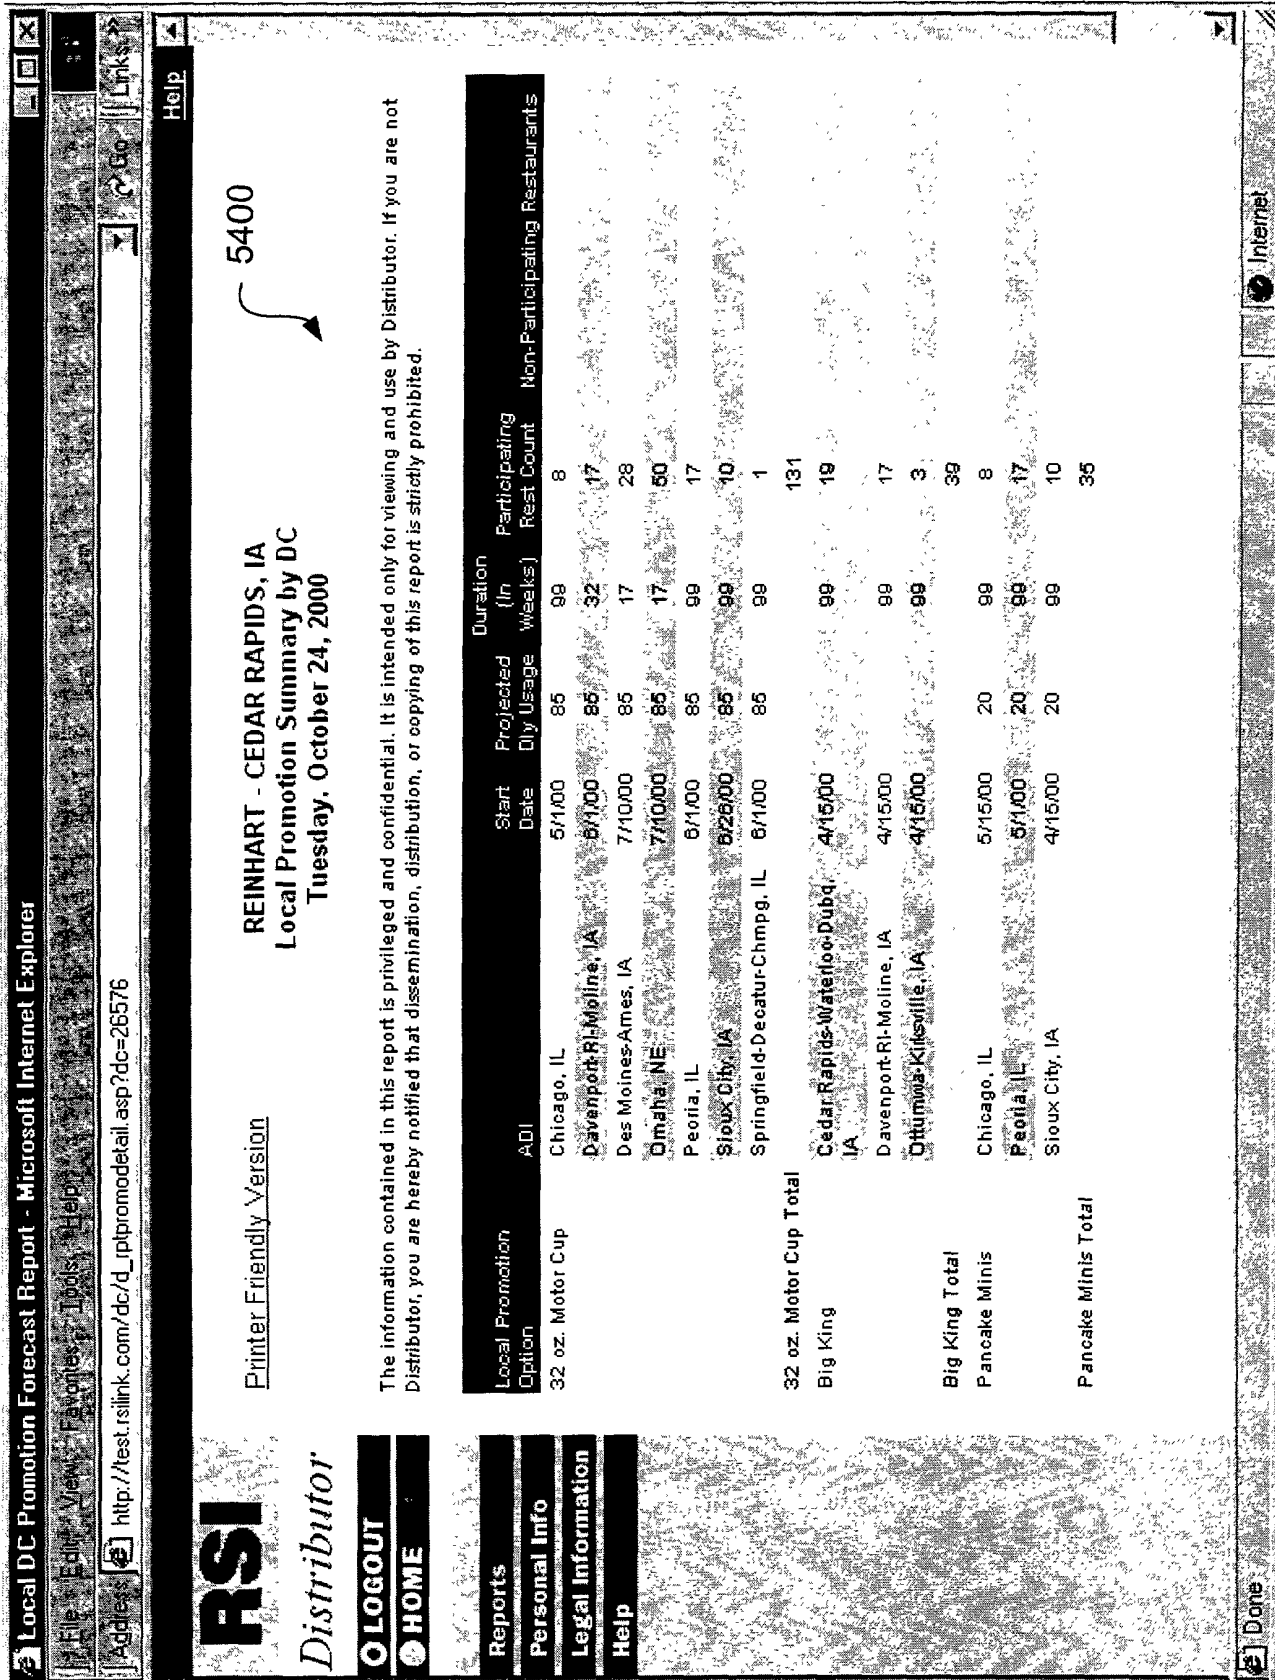 Local DC Promotion Forecast Report - Microsoft Internet Explorer
File Edit View Favorites Tools Help
Address http://test.rsilink.com/dc/d_rptpromodetail.asp?dc=26576 Go Links »
Help
RSI
Distributor
LOGOUT
HOME
Reports
Personal Info
Legal Information
Help
Printer Friendly Version
REINHART - CEDAR RAPIDS, IA
Local Promotion Summary by DC
Tuesday, October 24, 2000
5400
The information contained in this report is privileged and confidential. It is intended only for viewing and use by Distributor. If you are not
Distributor, you are hereby notified that dissemination, distribution, or copying of this report is strictly prohibited.
Local Promotion Option ADI Start Date Projected Dly Usage Duration (In Weeks) Participating Rest Count Non-Participating Restaurants
32 oz. Motor Cup Chicago, IL 5/1/00 85 99 8
Davenport-RI-Moline, IA 6/1/00 85 32 17
Des Moines-Ames, IA 7/10/00 85 17 28
Omaha, NE 7/10/00 85 17 50
Peoria, IL 6/1/00 85 99 17
Sioux City, IA 6/26/00 85 99 10
Springfield-Decatur-Chmpg, IL 6/1/00 85 99 1
32 oz. Motor Cup Total 131
Big King Cedar Rapids-Waterloo-Dubq, 4/15/00 99 19
IA
Davenport-RI-Moline, IA 4/15/00 99 17
Ottumwa-Kirksville, IA 4/15/00 99 3
Big King Total 39
Pancake Minis Chicago, IL 5/15/00 20 99 8
Peoria, IL 5/1/00 20 99 17
Sioux City, IA 4/15/00 20 99 10
Pancake Minis Total 35
Done Internet